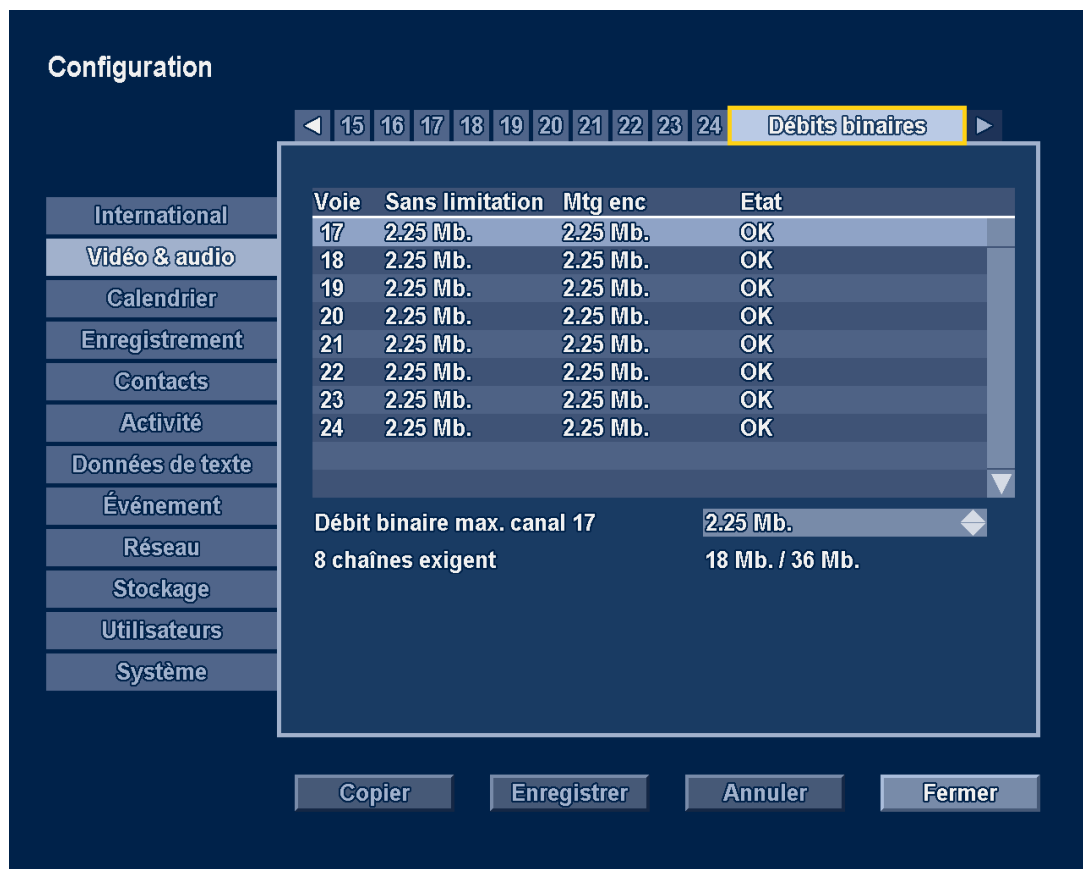 Configuration
15 16 17 18 19 20 21 22 23 24 Débits binaires
International
Vidéo & audio
Calendrier
Enregistrement
Contacts
Activité
Données de texte
Événement
Réseau
Stockage
Utilisateurs
Système
Voie Sans limitation Mtg enc Etat
17 2.25 Mb. 2.25 Mb. OK
18 2.25 Mb. 2.25 Mb. OK
19 2.25 Mb. 2.25 Mb. OK
20 2.25 Mb. 2.25 Mb. OK
21 2.25 Mb. 2.25 Mb. OK
22 2.25 Mb. 2.25 Mb. OK
23 2.25 Mb. 2.25 Mb. OK
24 2.25 Mb. 2.25 Mb. OK
Débit binaire max. canal 17 2.25 Mb.
8 chaînes exigent 18 Mb. / 36 Mb.
Copier Enregistrer Annuler Fermer